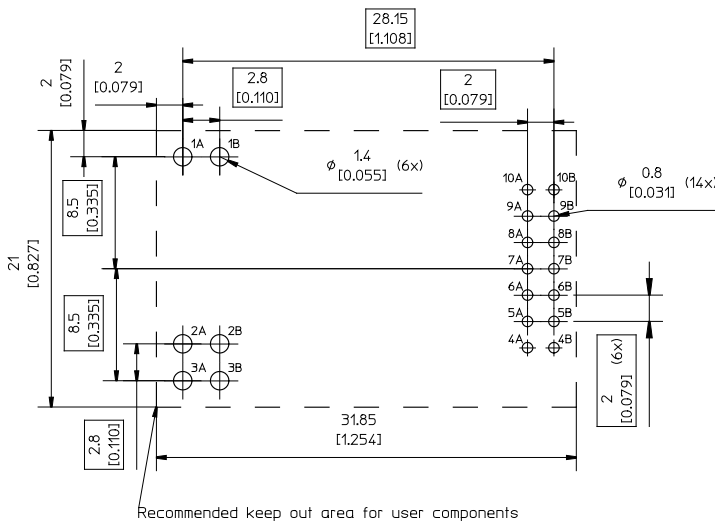 28.15
[1.108]
2
[0.079]
2
[0.079]
2.8
[0.110]
2
[0.079]
1A
1B
ø 1.4 (6x)
[0.055]
10A
10B
ø 0.8 (14x)
[0.031]
9A
9B
8.5
[0.335]
8A
8B
21
[0.827]
7A
7B
6A
6B
8.5
[0.335]
5A
5B
2A
2B
4A
4B
3A
3B
2 (6x)
[0.079]
2.8
[0.110]
31.85
[1.254]
Recommended keep out area for user components